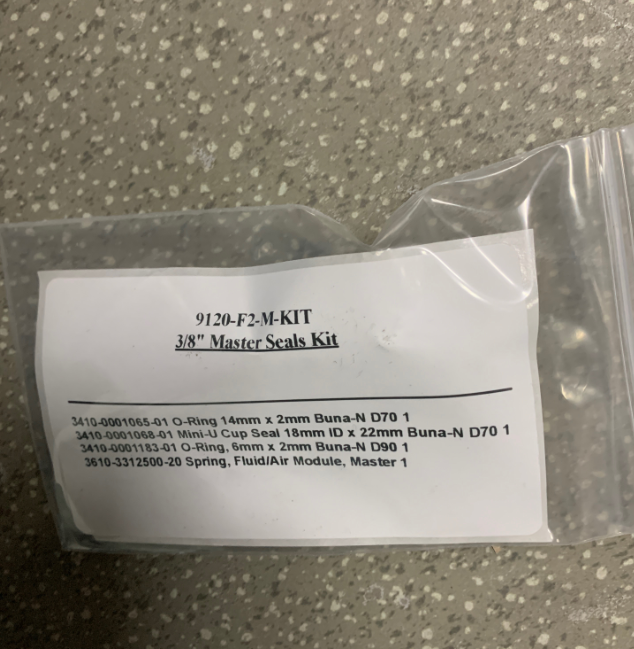 9120-F2-M-KIT
3/8" Master Seals Kit
3410-0001065-01 O-Ring 14mm x 2mm Buna-N D70 1
3410-0001068-01 Mini-U Cup Seal 18mm ID x 22mm Buna-N D70 1
3410-0001183-01 O-Ring, 6mm x 2mm Buna-N D90 1
3610-3312500-20 Spring, Fluid/Air Module, Master 1